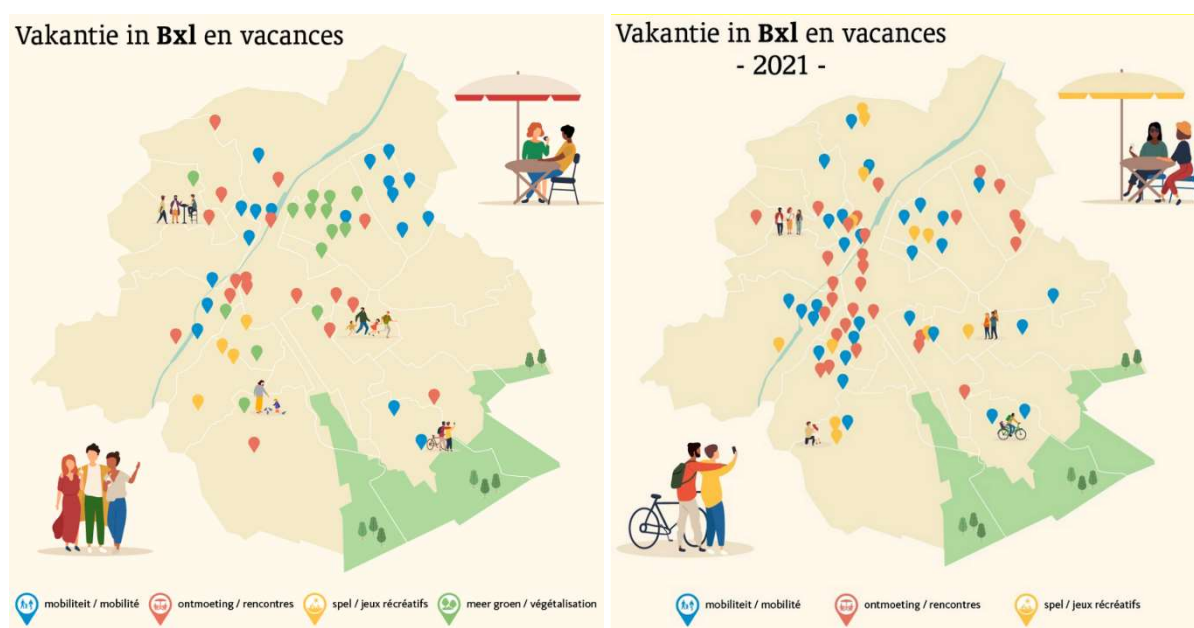 Vakantie in Bxl en vacances
mobiliteit / mobilité
ontmoeting / rencontres
spel / jeux récréatifs
meer groen / végétalisation
Vakantie in Bxl en vacances
- 2021 -
mobiliteit / mobilité
ontmoeting / rencontres
spel / jeux récréatifs